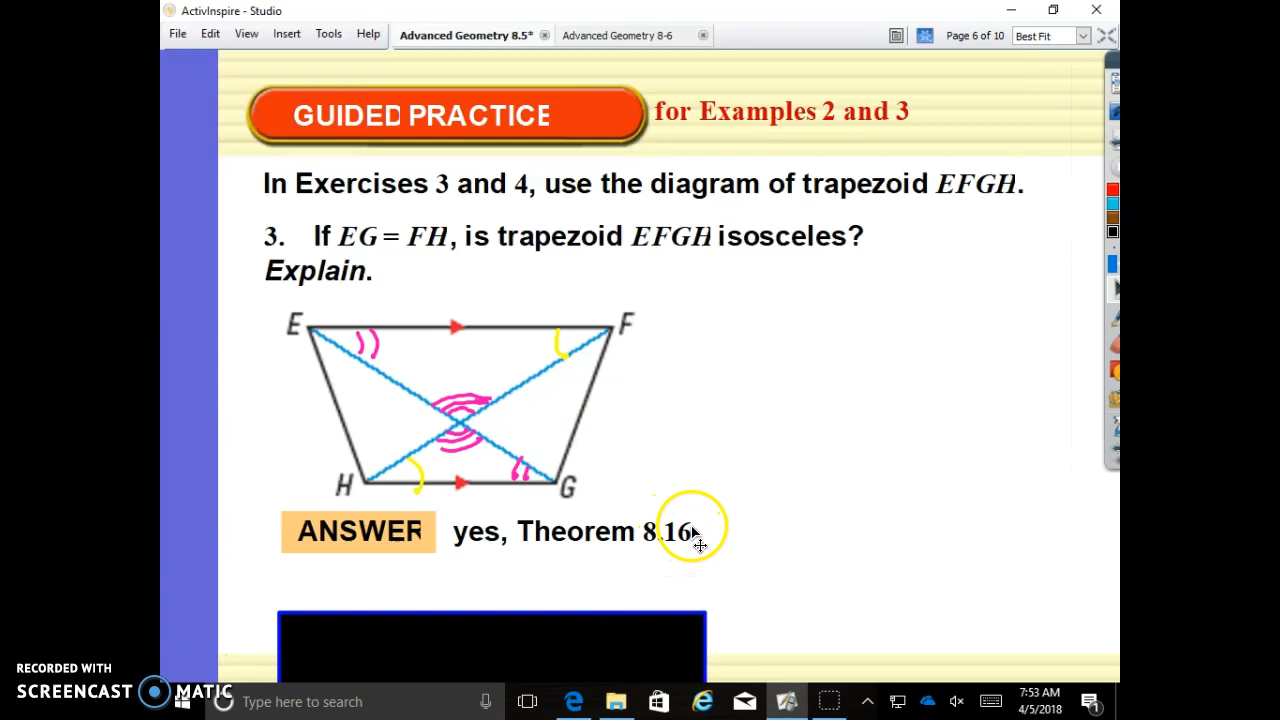 ActivInspire - Studio
File Edit View Insert Tools Help
Advanced Geometry 8.5* Advanced Geometry 8-6
Page 6 of 10 Best Fit
GUIDED PRACTICE
for Examples 2 and 3
In Exercises 3 and 4, use the diagram of trapezoid EFGH.
3. If EG = FH, is trapezoid EFGH isosceles?
Explain.
E F
H G
ANSWER yes, Theorem 8.16
RECORDED WITH
SCREENCAST MATIC
Type here to search
7:53 AM
4/5/2018
1